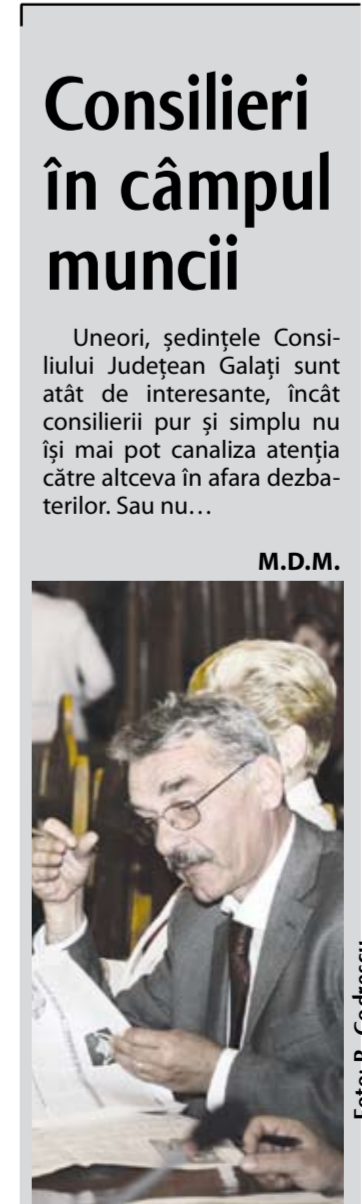 Consilieri
în câmpul
muncii
Uneori, ședințele Consi-
liului Județean Galați sunt
atât de interesante, încât
consilierii pur și simplu nu
își mai pot canaliza atenția
către altceva în afara dezba-
terilor. Sau nu…
M.D.M.
Foto: B. Codrescu